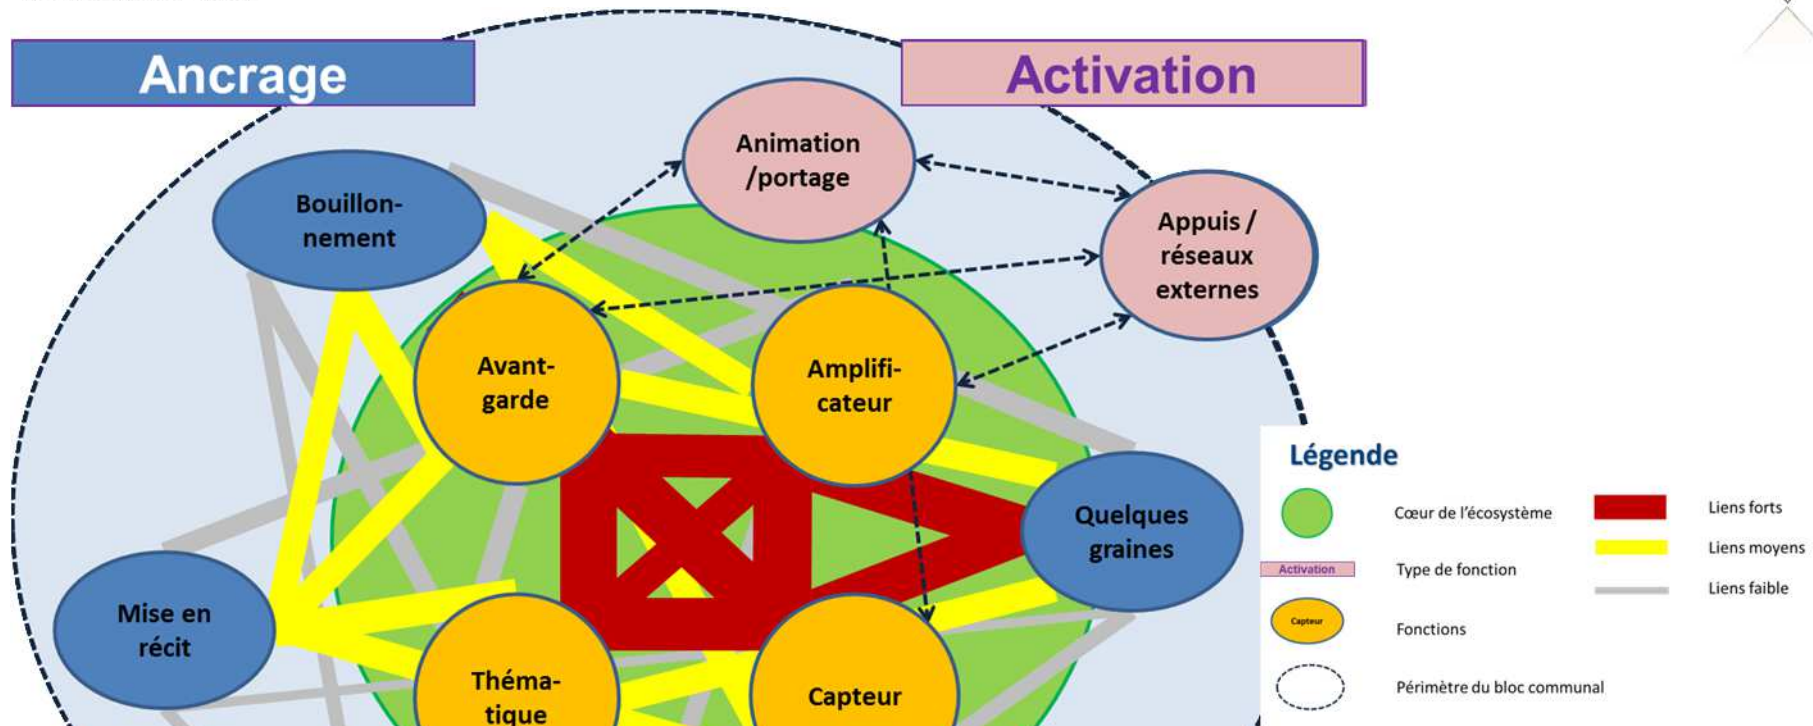 Ancrage
Activation
Animation
/portage
Bouillon-
nement
Appuis /
réseaux
externes
Avant-
garde
Amplifi-
cateur
Quelques
graines
Mise en
récit
Théma-
tique
Capteur
Légende
Cœur de l'écosystème
Liens forts
Liens moyens
Activation
Type de fonction
Liens faible
Capteur
Fonctions
Périmètre du bloc communal